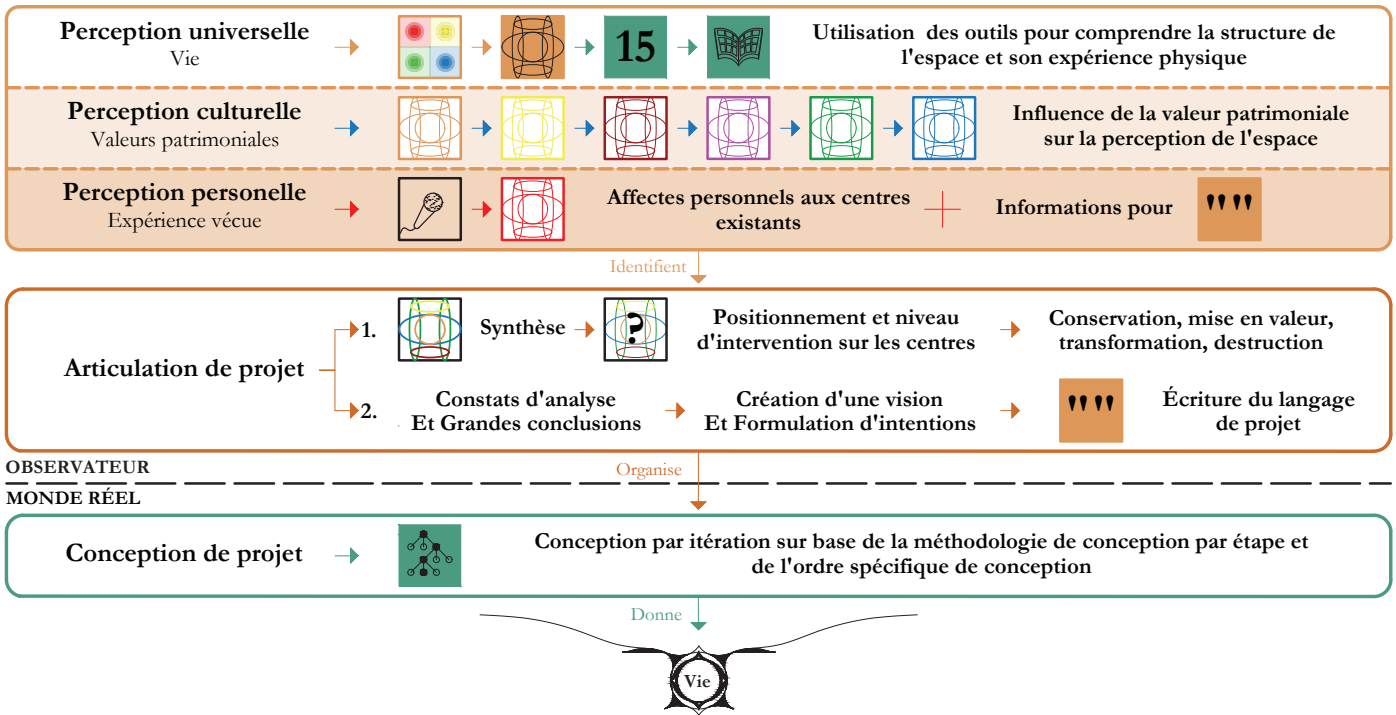 Perception universelle
Vie
15
Utilisation des outils pour comprendre la structure de
l'espace et son expérience physique
Perception culturelle
Valeurs patrimoniales
Influence de la valeur patrimoniale
sur la perception de l'espace
Perception personelle
Expérience vécue
Affectes personnels aux centres
existants
Informations pour
" "
Identifient
Articulation de projet
1.
Synthèse
?
Positionnement et niveau
d'intervention sur les centres
Conservation, mise en valeur,
transformation, destruction
2.
Constats d'analyse
Et Grandes conclusions
Création d'une vision
Et Formulation d'intentions
" "
Écriture du langage
de projet
OBSERVATEUR
Organise
MONDE RÉEL
Conception de projet
Conception par itération sur base de la méthodologie de conception par étape et
de l'ordre spécifique de conception
Donne
Vie